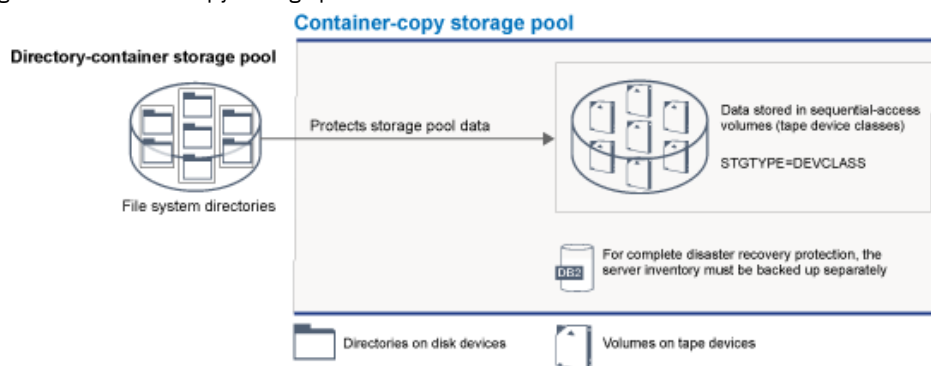 Container-copy storage pool
Directory-container storage pool
Protects storage pool data
Data stored in sequential-access
volumes (tape device classes)
STGTYPE=DEVCLASS
File system directories
DB2
For complete disaster recovery protection, the
server inventory must be backed up separately
Directories on disk devices
Volumes on tape devices